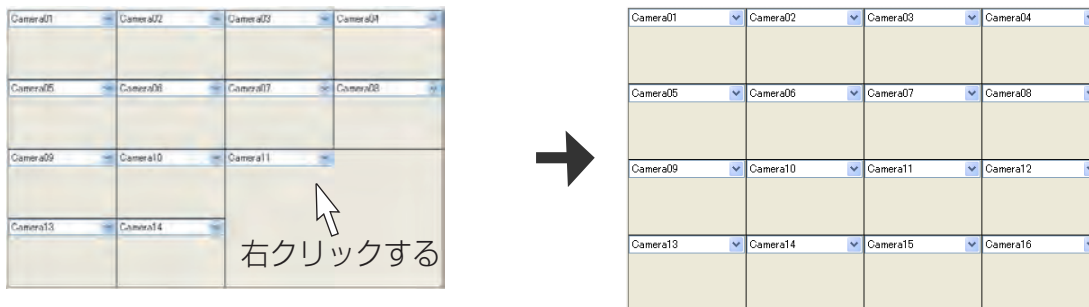 Camera01 Camera02 Camera03 Camera04
Camera05 Camera06 Camera07 Camera08
Camera09 Camera10 Camera11
Camera13 Camera14
右クリックする
Camera01 Camera02 Camera03 Camera04
Camera05 Camera06 Camera07 Camera08
Camera09 Camera10 Camera11 Camera12
Camera13 Camera14 Camera15 Camera16